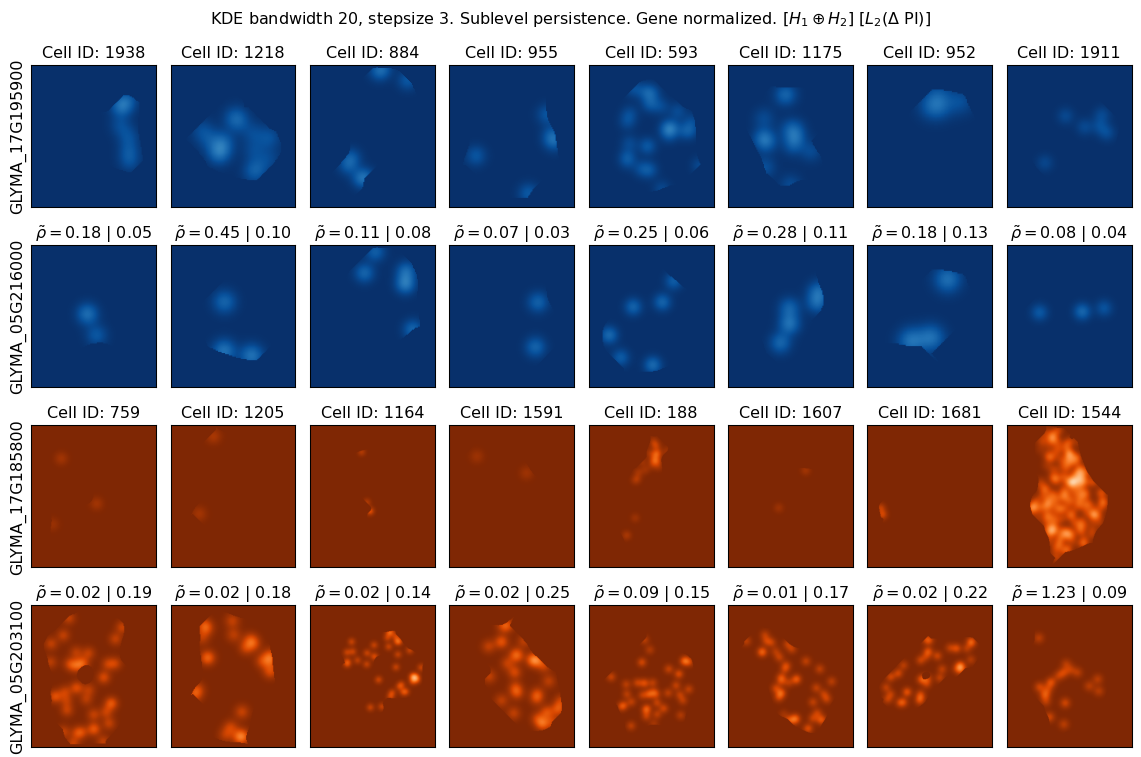 KDE bandwidth 20, stepsize 3. Sublevel persistence. Gene normalized. [H₁ ⊕ H₂] [L₂(Δ PI)]
Cell ID: 1938 Cell ID: 1218 Cell ID: 884 Cell ID: 955 Cell ID: 593 Cell ID: 1175 Cell ID: 952 Cell ID: 1911
GLYMA_17G195900
ρ̃ = 0.18 | 0.05 ρ̃ = 0.45 | 0.10 ρ̃ = 0.11 | 0.08 ρ̃ = 0.07 | 0.03 ρ̃ = 0.25 | 0.06 ρ̃ = 0.28 | 0.11 ρ̃ = 0.18 | 0.13 ρ̃ = 0.08 | 0.04
GLYMA_05G216000
Cell ID: 759 Cell ID: 1205 Cell ID: 1164 Cell ID: 1591 Cell ID: 188 Cell ID: 1607 Cell ID: 1681 Cell ID: 1544
GLYMA_17G185800
ρ̃ = 0.02 | 0.19 ρ̃ = 0.02 | 0.18 ρ̃ = 0.02 | 0.14 ρ̃ = 0.02 | 0.25 ρ̃ = 0.09 | 0.15 ρ̃ = 0.01 | 0.17 ρ̃ = 0.02 | 0.22 ρ̃ = 1.23 | 0.09
GLYMA_05G203100